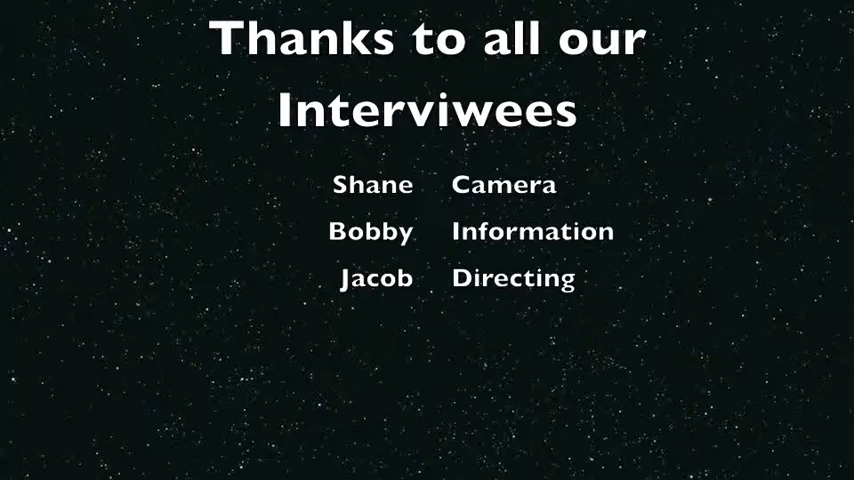 Thanks to all our
Interviwees
Shane Camera
Bobby Information
Jacob Directing